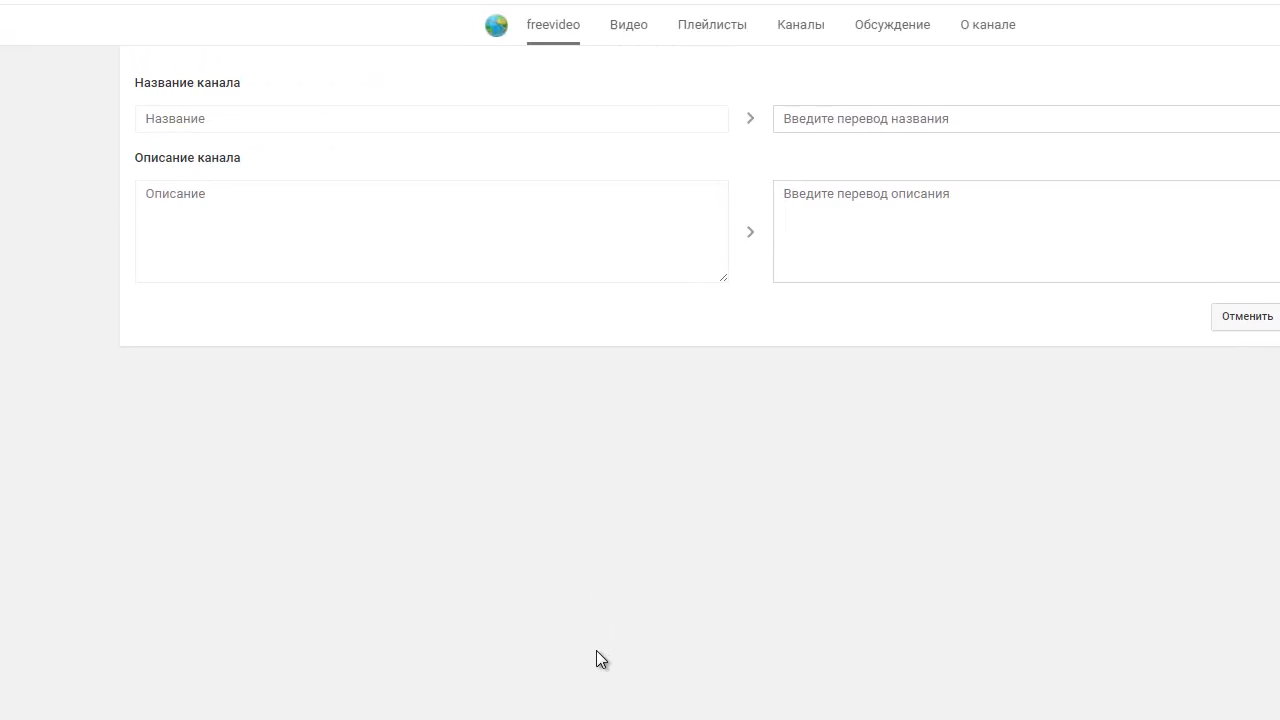 freevideo Видео Плейлисты Каналы Обсуждение О канале
Название канала
Название Введите перевод названия
Описание канала
Описание Введите перевод описания
Отменить